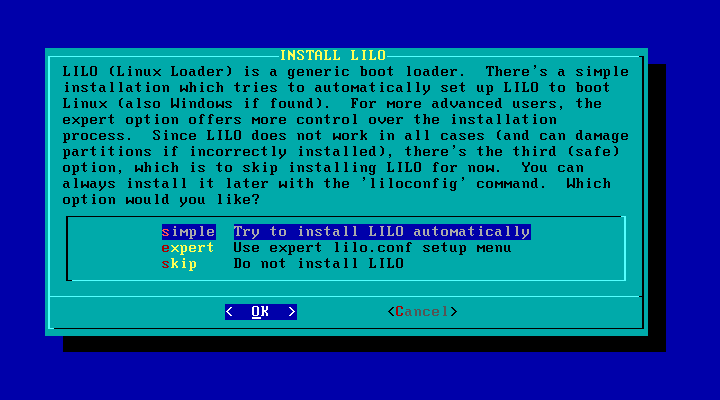 INSTALL LILO
LILO (Linux Loader) is a generic boot loader.  There's a simple
installation which tries to automatically set up LILO to boot
Linux (also Windows if found).  For more advanced users, the
expert option offers more control over the installation
process.  Since LILO does not work in all cases (and can damage
partitions if incorrectly installed), there's the third (safe)
option, which is to skip installing LILO for now.  You can
always install it later with the 'liloconfig' command.  Which
option would you like?
simple  Try to install LILO automatically
expert  Use expert lilo.conf setup menu
skip    Do not install LILO
<  OK  >          <Cancel>